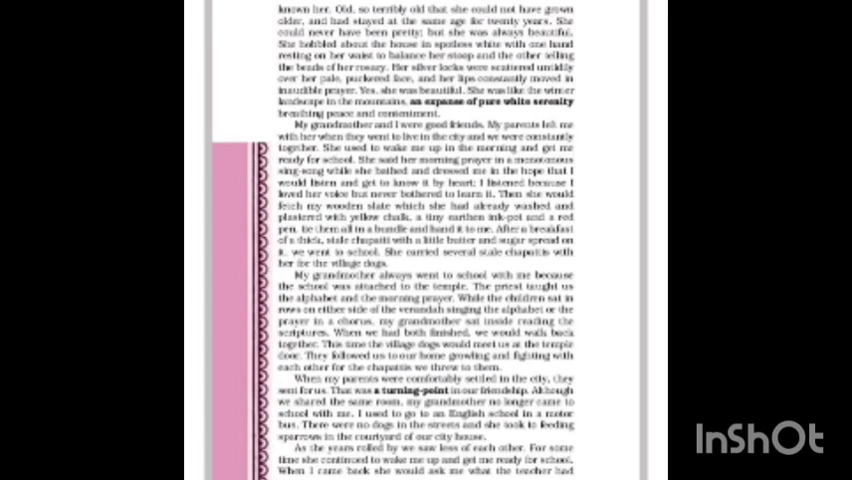 known her. Old, so terribly old that she could not have grown
older, and had stayed at the same age for twenty years. She
could never have been pretty; but she was always beautiful.
She hobbled about the house in spotless white with one hand
resting on her waist to balance her stoop and the other telling
the beads of her rosary. Her silver locks were scattered untidily
over her pale, puckered face, and her lips constantly moved in
inaudible prayer. Yes, she was beautiful. She was like the winter
landscape in the mountains, an expanse of pure white serenity
breathing peace and contentment.
My grandmother and I were good friends. My parents left me
with her when they went to live in the city and we were constantly
together. She used to wake me up in the morning and get me
ready for school. She said her morning prayer in a monotonous
sing-song while she bathed and dressed me in the hope that I
would listen and get to know it by heart; I listened because I
loved her voice but never bothered to learn it. Then she would
fetch my wooden slate which she had already washed and
plastered with yellow chalk, a tiny earthen ink-pot and a red
pen, tie them all in a bundle and hand it to me. After a breakfast
of a thick, stale chapatti with a little butter and sugar spread on
it, we went to school. She carried several stale chapattis with
her for the village dogs.
My grandmother always went to school with me because
the school was attached to the temple. The priest taught us
the alphabet and the morning prayer. While the children sat in
rows on either side of the verandah singing the alphabet or the
prayer in a chorus, my grandmother sat inside reading the
scriptures. When we had both finished, we would walk back
together. This time the village dogs would meet us at the temple
door. They followed us to our home growling and fighting with
each other for the chapattis we threw to them.
When my parents were comfortably settled in the city, they
sent for us. That was a turning-point in our friendship. Although
we shared the same room, my grandmother no longer came to
school with me. I used to go to an English school in a motor
bus. There were no dogs in the streets and she took to feeding
sparrows in the courtyard of our city house.
As the years rolled by we saw less of each other. For some
time she continued to wake me up and get me ready for school.
When I came back she would ask me what the teacher had
InShOt